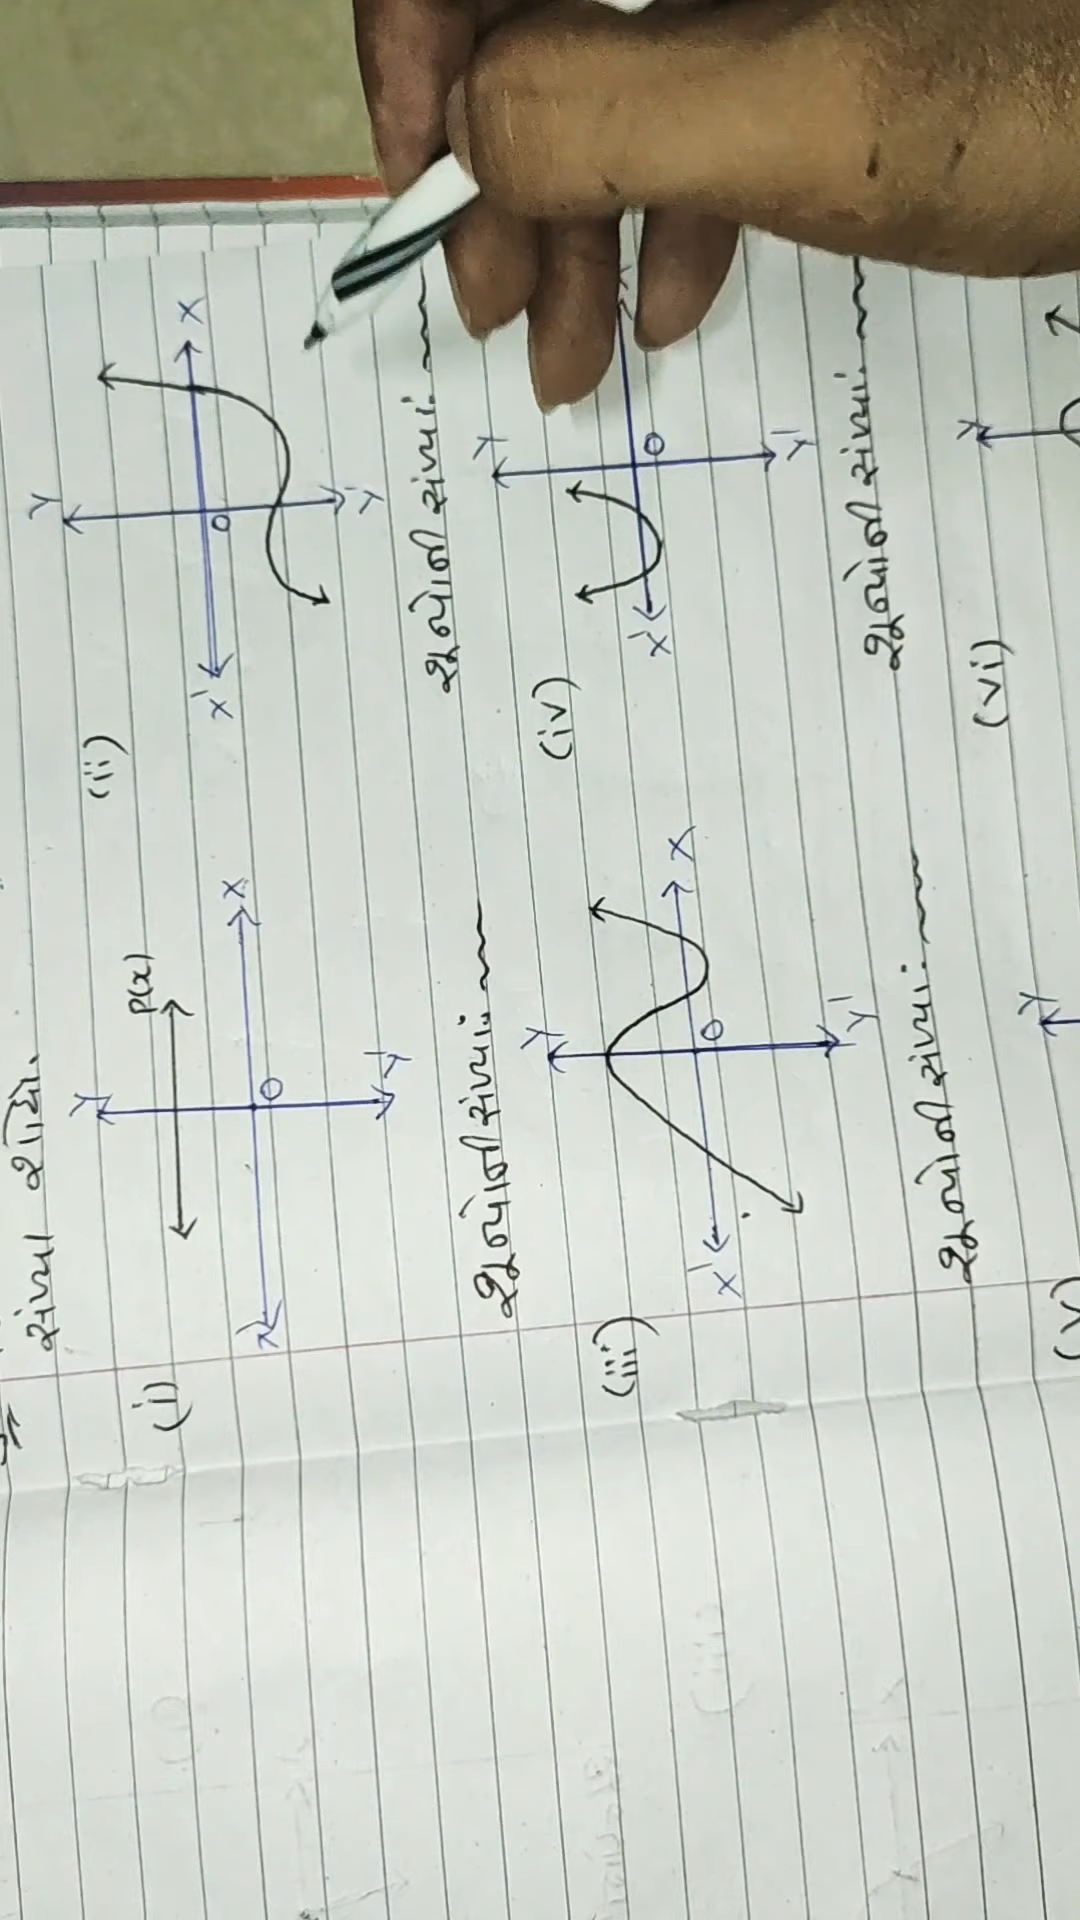 સંખ્યા શોધો.
(i)
Y
P(x)
X'
O
X
Y'
(ii)
Y
X'
O
X
Y'
શૂન્યોની સંખ્યા:
શૂન્યોની સંખ્યા:
(iii)
Y
X'
O
X
Y'
(iv)
Y
X'
O
Y'
શૂન્યોની સંખ્યા:
શૂન્યોની સંખ્યા:
Y
(vi)
Y